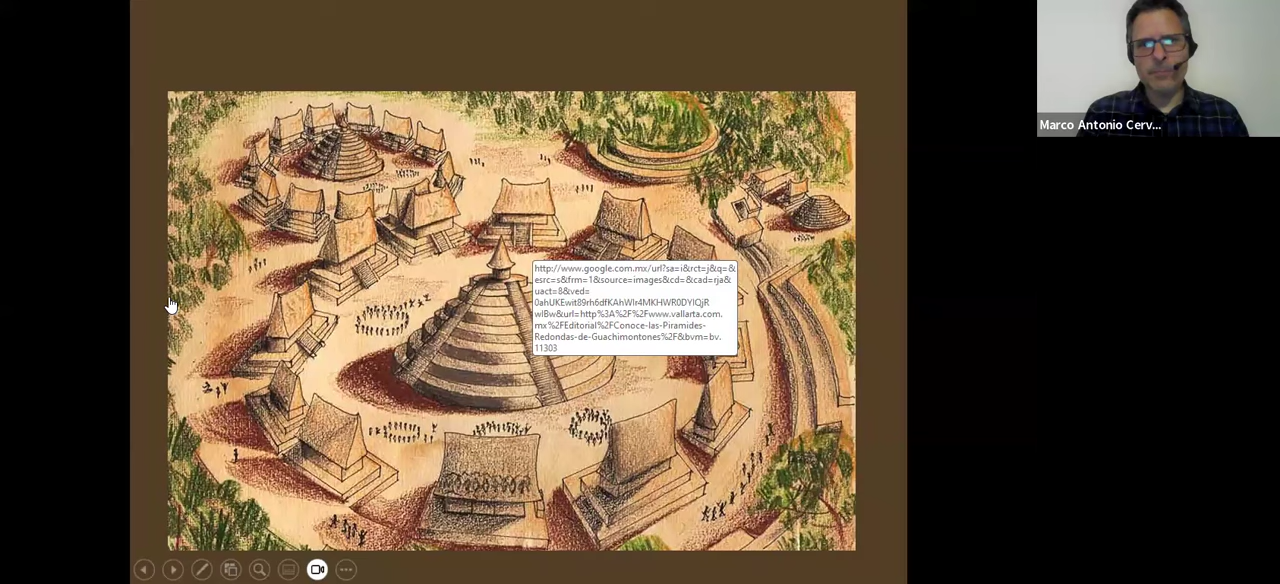 http://www.google.com.mx/url?sa=i&rct=j&q=&
esrc=s&frm=1&source=images&cd=&cad=rja&
uact=8&ved=
0ahUKEwit89rh6dfKAhWIr4MKHWR0DYIQjR
wIBw&url=http%3A%2F%2Fwww.vallarta.com.
mx%2FEditorial%2FConoce-las-Piramides-
Redondas-de-Guachimontones%2F&bvm=bv.
11303
Marco Antonio Cerv...